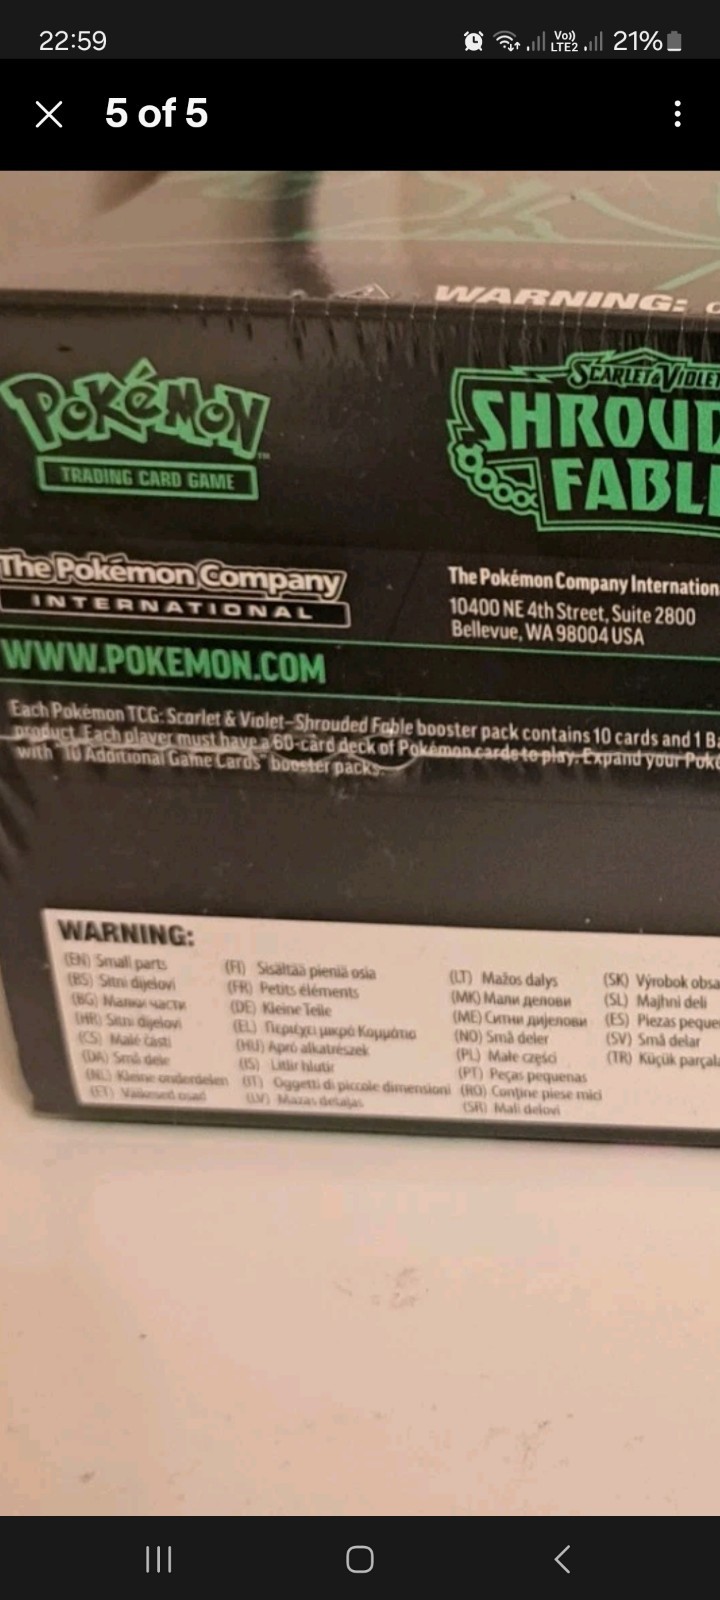 22:59
Vo))
LTE2
21%
5 of 5
WARNING:
POKéMON
TRADING CARD GAME
SCARLET & VIOLET
SHROUD
FABL
The Pokémon Company
INTERNATIONAL
The Pokémon Company Internation
10400 NE 4th Street, Suite 2800
Bellevue, WA 98004 USA
WWW.POKEMON.COM
Each Pokémon TCG: Scarlet & Violet–Shrouded Fable booster pack contains 10 cards and 1 Ba
product. Each player must have a 60-card deck of Pokémon cards to play. Expand your Poké
with "10 Additional Game Cards" booster packs.
WARNING:
(EN) Small parts
(BS) Sitni dijelovi
(BG) Малки части
(HR) Sitni dijelovi
(CS) Malé části
(DA) Små dele
(NL) Kleine onderdelen
(ET) Väikesed osad
(FI) Sisältää pieniä osia
(FR) Petits éléments
(DE) Kleine Teile
(EL) Περιέχει μικρά Κομμάτια
(HU) Apró alkatrészek
(IS) Litlir hlutir
(IT) Oggetti di piccole dimensioni
(LV) Mazas detaļas
(LT) Mažos dalys
(MK) Мали делови
(ME) Ситни дијелови
(NO) Små deler
(PL) Małe części
(PT) Peças pequenas
(RO) Conține piese mici
(SR) Mali delovi
(SK) Výrobok obsa
(SL) Majhni deli
(ES) Piezas peque
(SV) Små delar
(TR) Küçük parçala